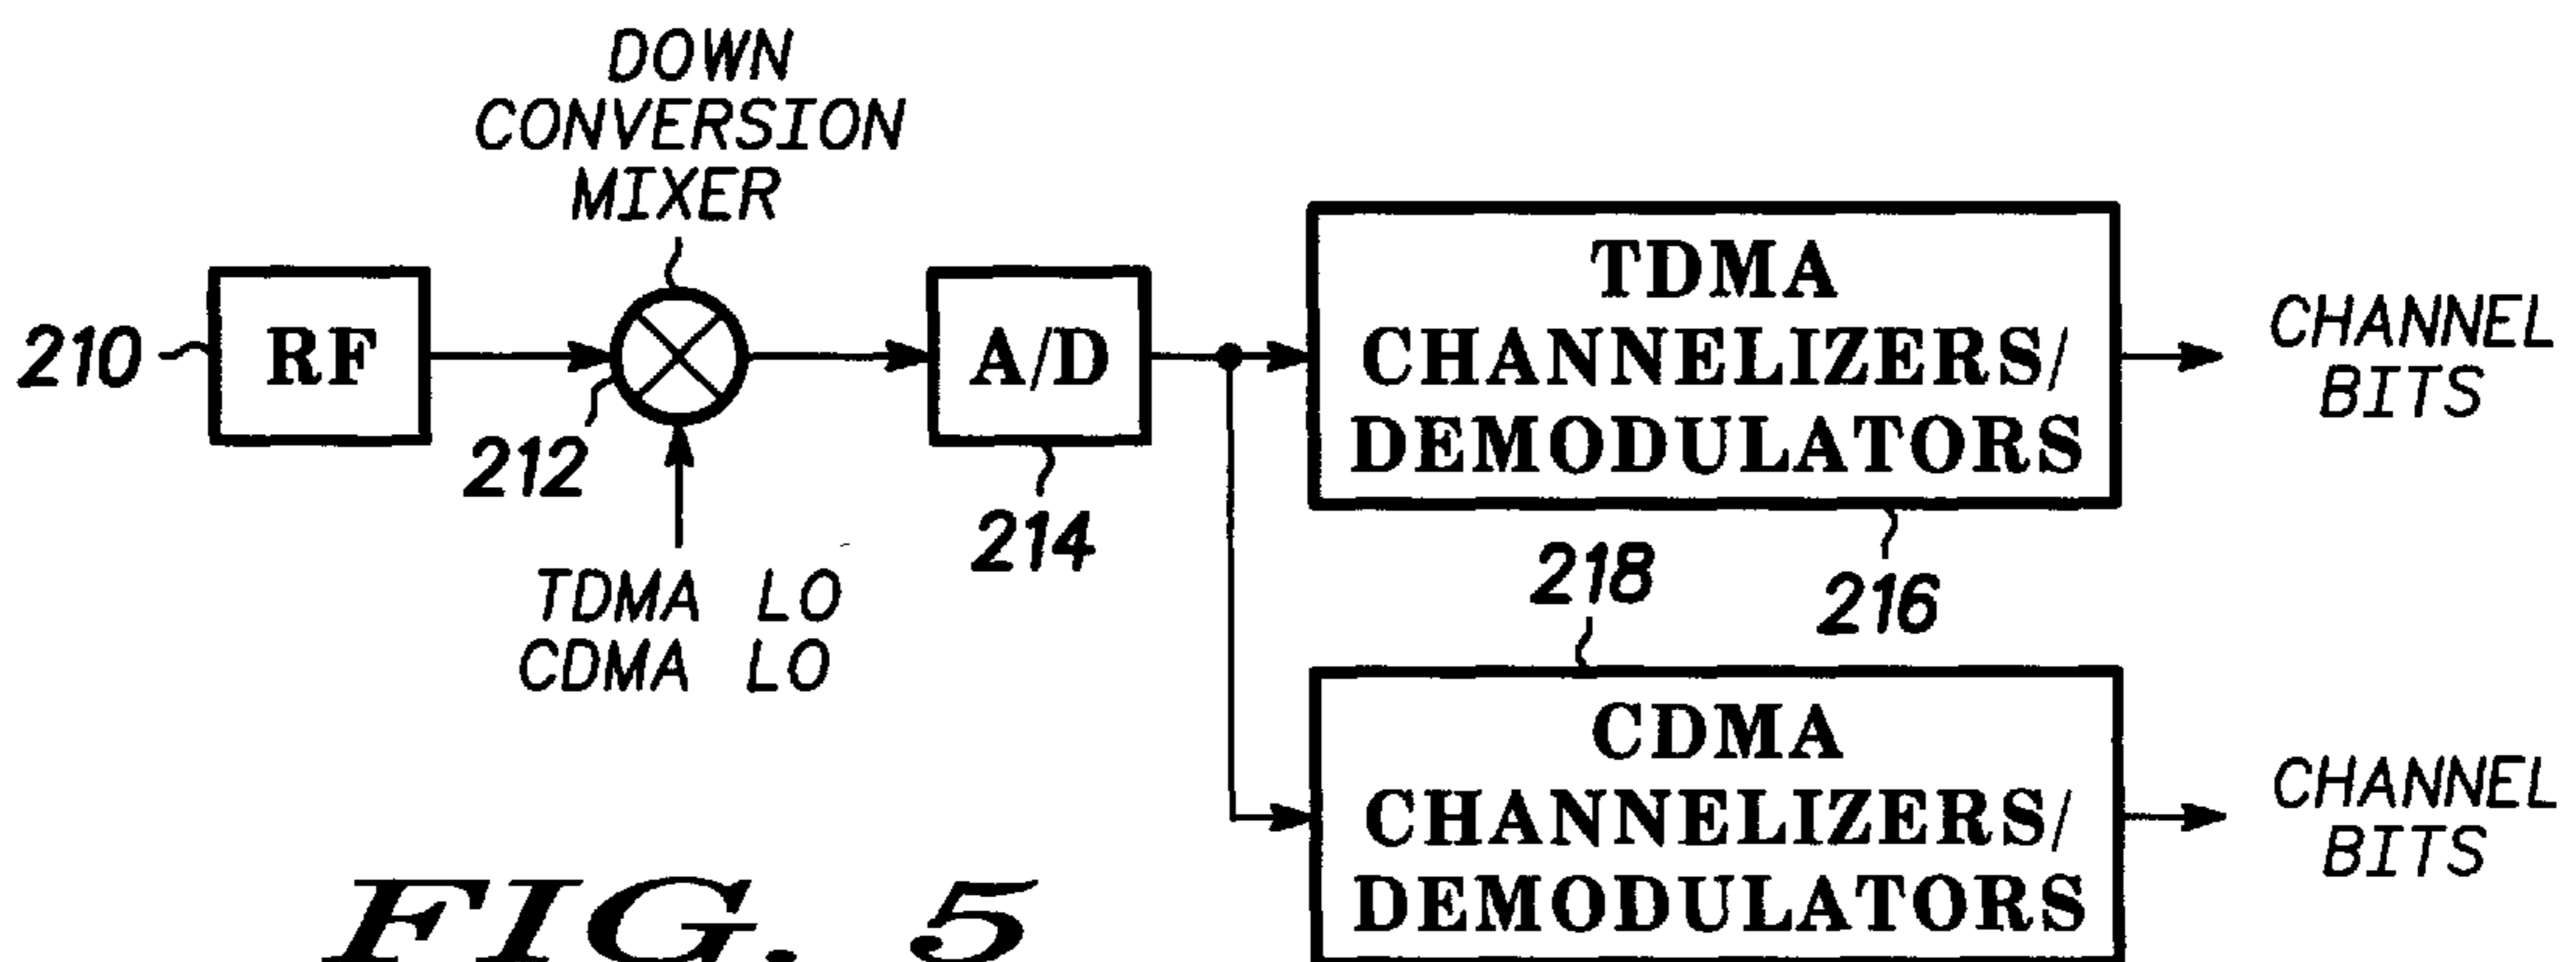 DOWN
CONVERSION
MIXER
210
RF
212
TDMA LO
CDMA LO
A/D
214
TDMA
CHANNELIZERS/
DEMODULATORS
216
CHANNEL
BITS
218
CDMA
CHANNELIZERS/
DEMODULATORS
CHANNEL
BITS
FIG. 5